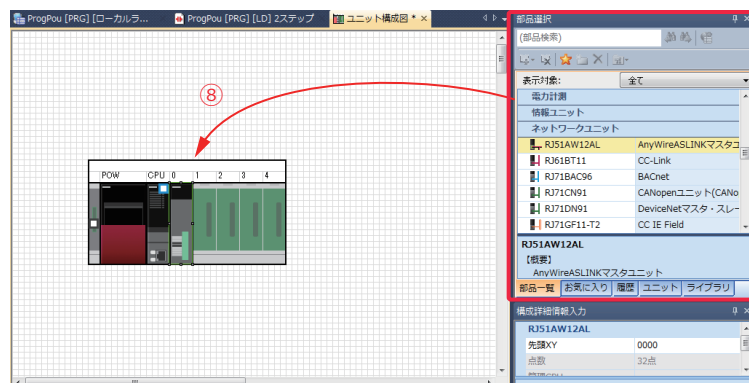 ProgPou [PRG] [ローカルラ...
ProgPou [PRG] [LD] 2ステップ
ユニット構成図 *
部品選択
(部品検索)
表示対象:
全て
電力計測
情報ユニット
ネットワークユニット
RJ51AW12AL AnyWireASLINKマスタユ
RJ61BT11 CC-Link
RJ71BAC96 BACnet
RJ71CN91 CANopenユニット(CANo
RJ71DN91 DeviceNetマスタ・スレー
RJ71GF11-T2 CC IE Field
RJ51AW12AL
【概要】
AnyWireASLINKマスタユニット
部品一覧 お気に入り 履歴 ユニット ライブラリ
構成詳細情報入力
RJ51AW12AL
先頭XY 0000
点数 32点
管理CPU
⑧
POW CPU 0 1 2 3 4